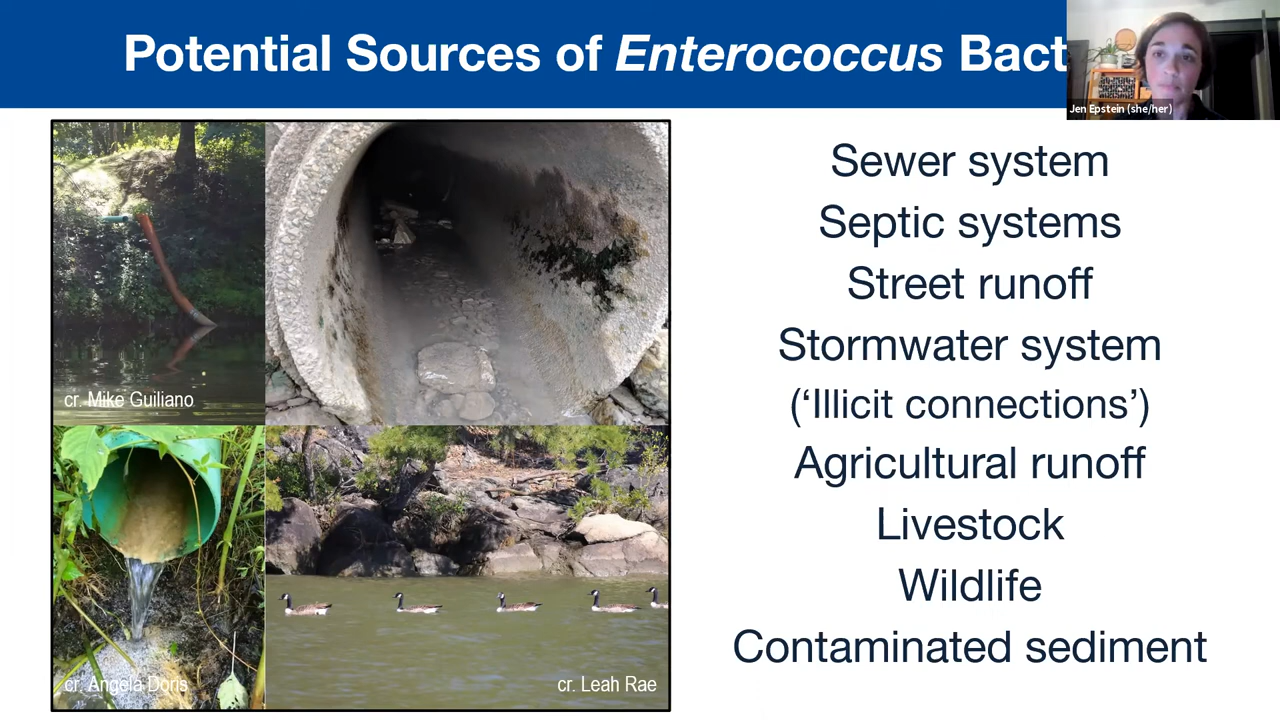 Potential Sources of Enterococcus Bact
Jen Epstein (she/her)
Sewer system
Septic systems
Street runoff
Stormwater system
(‘Illicit connections’)
Agricultural runoff
Livestock
Wildlife
Contaminated sediment
cr. Mike Guiliano
cr. Angela Doris
cr. Leah Rae